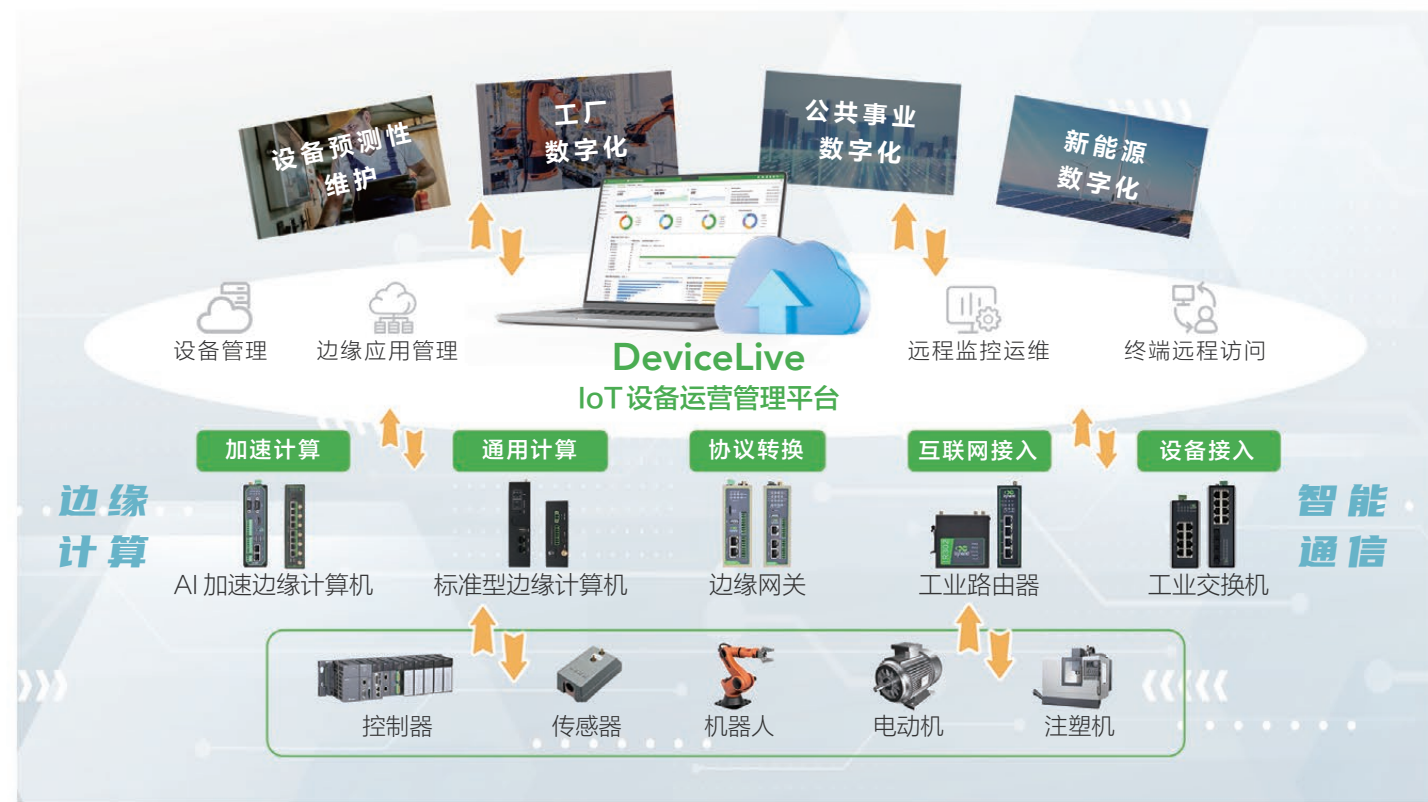 设备预测性
维护
工厂
数字化
公共事业
数字化
新能源
数字化
设备管理
边缘应用管理
远程监控运维
终端远程访问
DeviceLive
IoT设备运营管理平台
加速计算
通用计算
协议转换
互联网接入
设备接入
边缘
计算
智能
通信
AI加速边缘计算机
标准型边缘计算机
边缘网关
工业路由器
工业交换机
控制器
传感器
机器人
电动机
注塑机